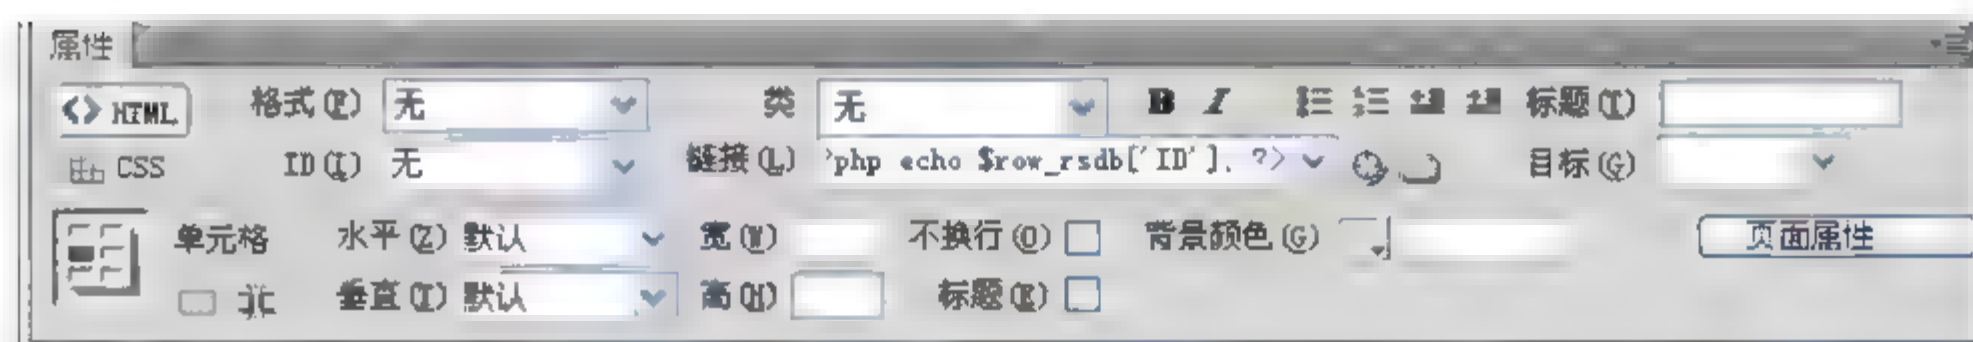 属性
HTML 格式(F) 无 类 无 B I 标题(T)
CSS ID(I) 无 链接(L) 'php echo $row_rsdb['ID']. ?> 目标(G)
单元格 水平(Z) 默认 宽(W) 不换行(O) 背景颜色(G) 页面属性
垂直(T) 默认 高(H) 标题(E)